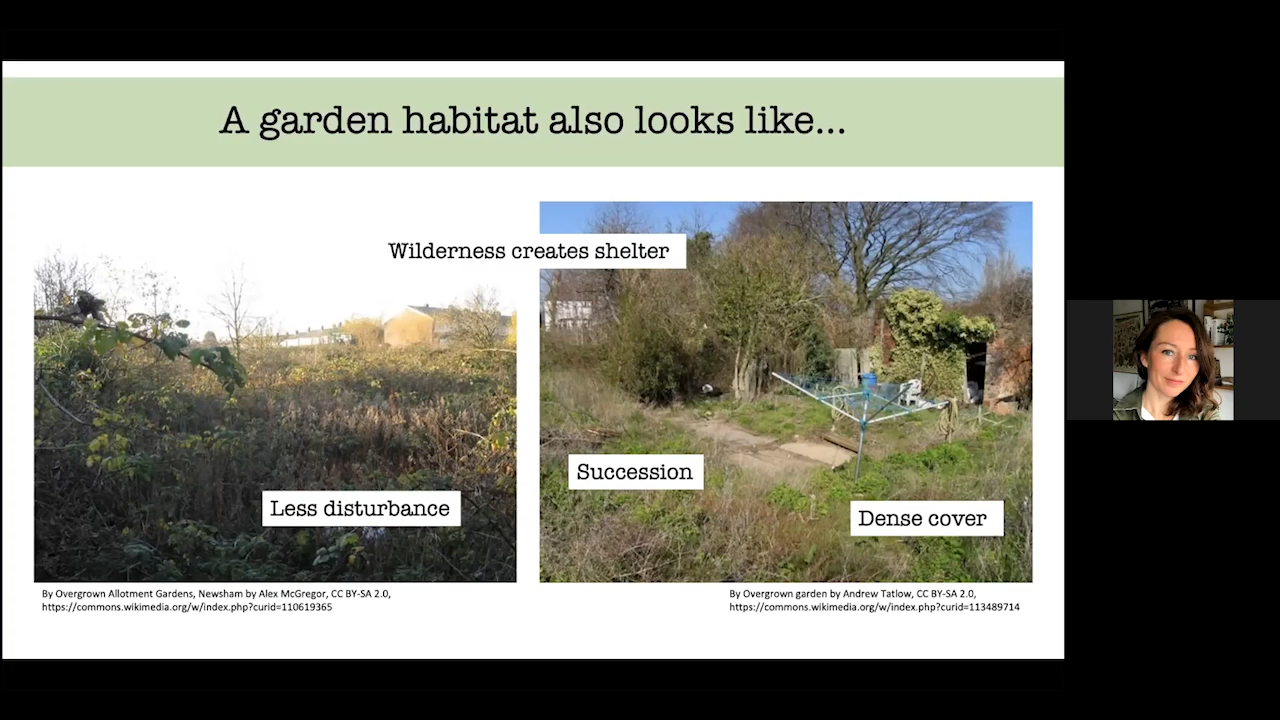 A garden habitat also looks like...
Wilderness creates shelter
Succession
Less disturbance
Dense cover
By Overgrown Allotment Gardens, Newsham by Alex McGregor, CC BY-SA 2.0,
https://commons.wikimedia.org/w/index.php?curid=110619365
By Overgrown garden by Andrew Tatlow, CC BY-SA 2.0,
https://commons.wikimedia.org/w/index.php?curid=113489714